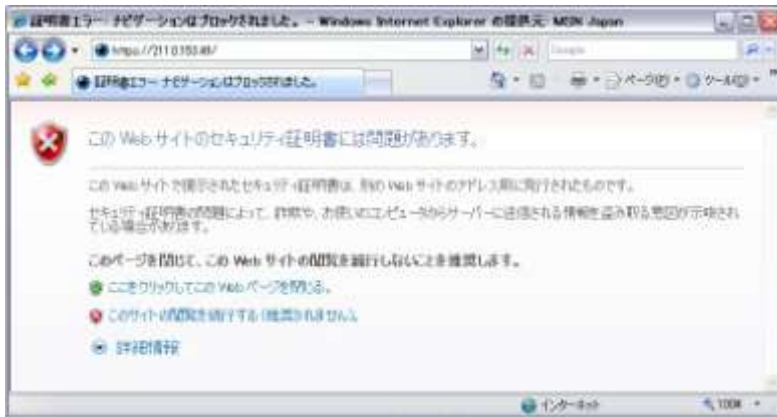 証明書エラー: ナビゲーションはブロックされました。 - Windows Internet Explorer の提供元: MSN Japan
証明書エラー: ナビゲーションはブロックされました。
ページ(P) ツール(O)
この Web サイトのセキュリティ証明書には問題があります。
この Web サイトで提示されたセキュリティ証明書は、別の Web サイトのアドレス用に発行されたものです。
セキュリティ証明書の問題によって、詐欺や、お使いのコンピュータからサーバーに送信される情報を盗み取る意図が示唆され
ている場合があります。
このページを閉じて、この Web サイトの閲覧を続行しないことを推奨します。
ここをクリックしてこの Web ページを閉じる。
このサイトの閲覧を続行する (推奨されません)。
詳細情報
インターネット 100%